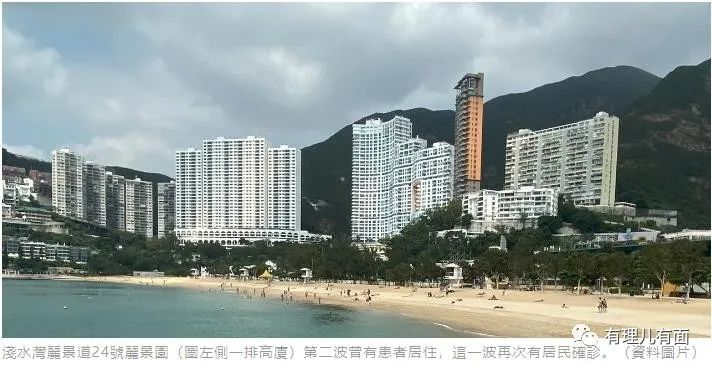 有理儿有面
淺水灣麗景道24號麗景園（圖左側一排高廈）第二波曾有患者居住，這一波再次有居民確診。（資料圖片）